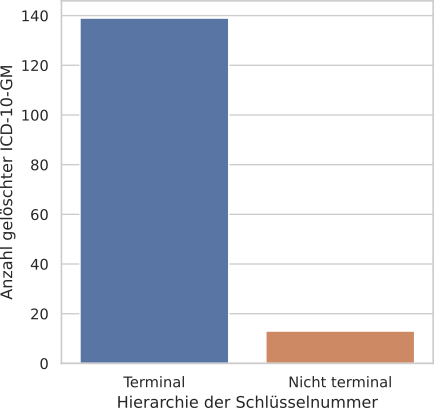 Anzahl gelöschter ICD-10-GM
140
120
100
80
60
40
20
0
Terminal
Nicht terminal
Hierarchie der Schlüsselnummer